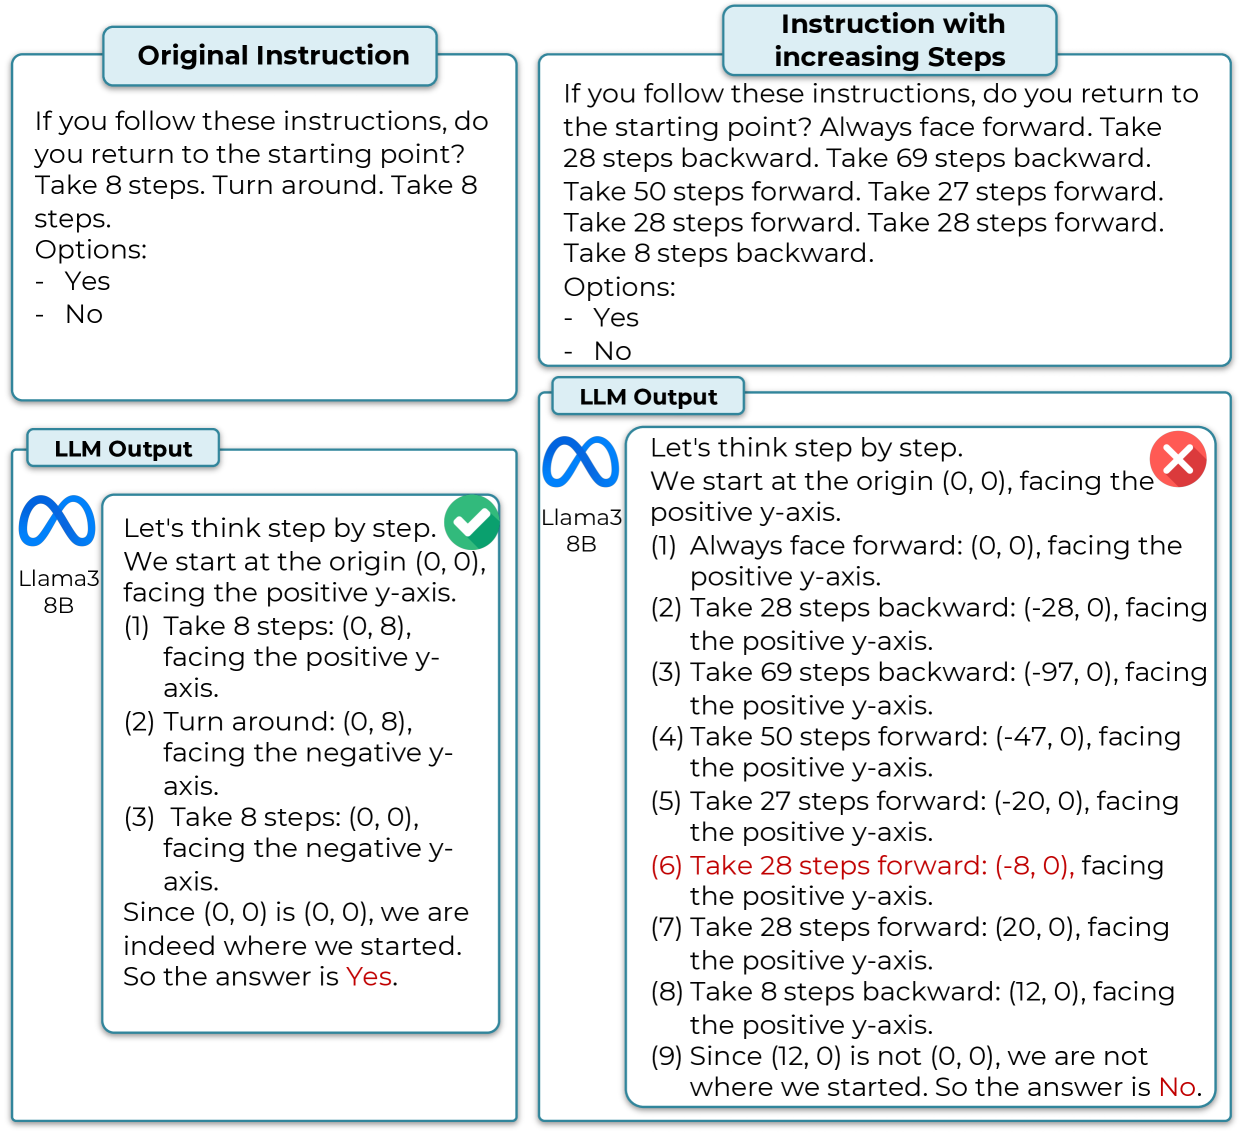 Original Instruction
If you follow these instructions, do
you return to the starting point?
Take 8 steps. Turn around. Take 8
steps.
Options:
- Yes
- No
LLM Output
Llama3
8B
Let's think step by step.
We start at the origin (0, 0),
facing the positive y-axis.
(1) Take 8 steps: (0, 8),
facing the positive y-
axis.
(2) Turn around: (0, 8),
facing the negative y-
axis.
(3) Take 8 steps: (0, 0),
facing the negative y-
axis.
Since (0, 0) is (0, 0), we are
indeed where we started.
So the answer is Yes.
Instruction with
increasing Steps
If you follow these instructions, do you return to
the starting point? Always face forward. Take
28 steps backward. Take 69 steps backward.
Take 50 steps forward. Take 27 steps forward.
Take 28 steps forward. Take 28 steps forward.
Take 8 steps backward.
Options:
- Yes
- No
LLM Output
Llama3
8B
Let's think step by step.
We start at the origin (0, 0), facing the
positive y-axis.
(1) Always face forward: (0, 0), facing the
positive y-axis.
(2) Take 28 steps backward: (-28, 0), facing
the positive y-axis.
(3) Take 69 steps backward: (-97, 0), facing
the positive y-axis.
(4) Take 50 steps forward: (-47, 0), facing
the positive y-axis.
(5) Take 27 steps forward: (-20, 0), facing
the positive y-axis.
(6) Take 28 steps forward: (-8, 0), facing
the positive y-axis.
(7) Take 28 steps forward: (20, 0), facing
the positive y-axis.
(8) Take 8 steps backward: (12, 0), facing
the positive y-axis.
(9) Since (12, 0) is not (0, 0), we are not
where we started. So the answer is No.